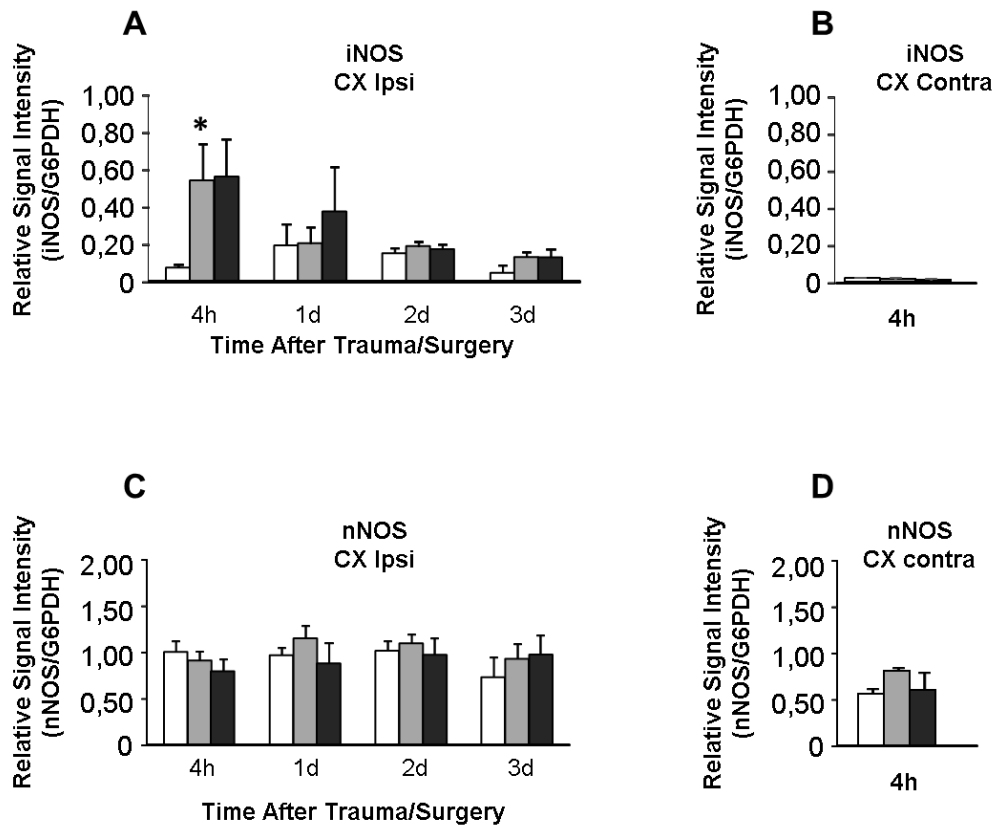 A
iNOS
CX Ipsi
Relative Signal Intensity
(iNOS/G6PDH)
1,00
0,80
0,60
0,40
0,20
0
*
4h 1d 2d 3d
Time After Trauma/Surgery
B
iNOS
CX Contra
Relative Signal Intensity
(iNOS/G6PDH)
1,00
0,80
0,60
0,40
0,20
0
4h
C
nNOS
CX Ipsi
Relative Signal Intensity
(nNOS/G6PDH)
2,00
1,50
1,00
0,50
0
4h 1d 2d 3d
Time After Trauma/Surgery
D
nNOS
CX contra
Relative Signal Intensity
(nNOS/G6PDH)
2,00
1,50
1,00
0,50
0
4h